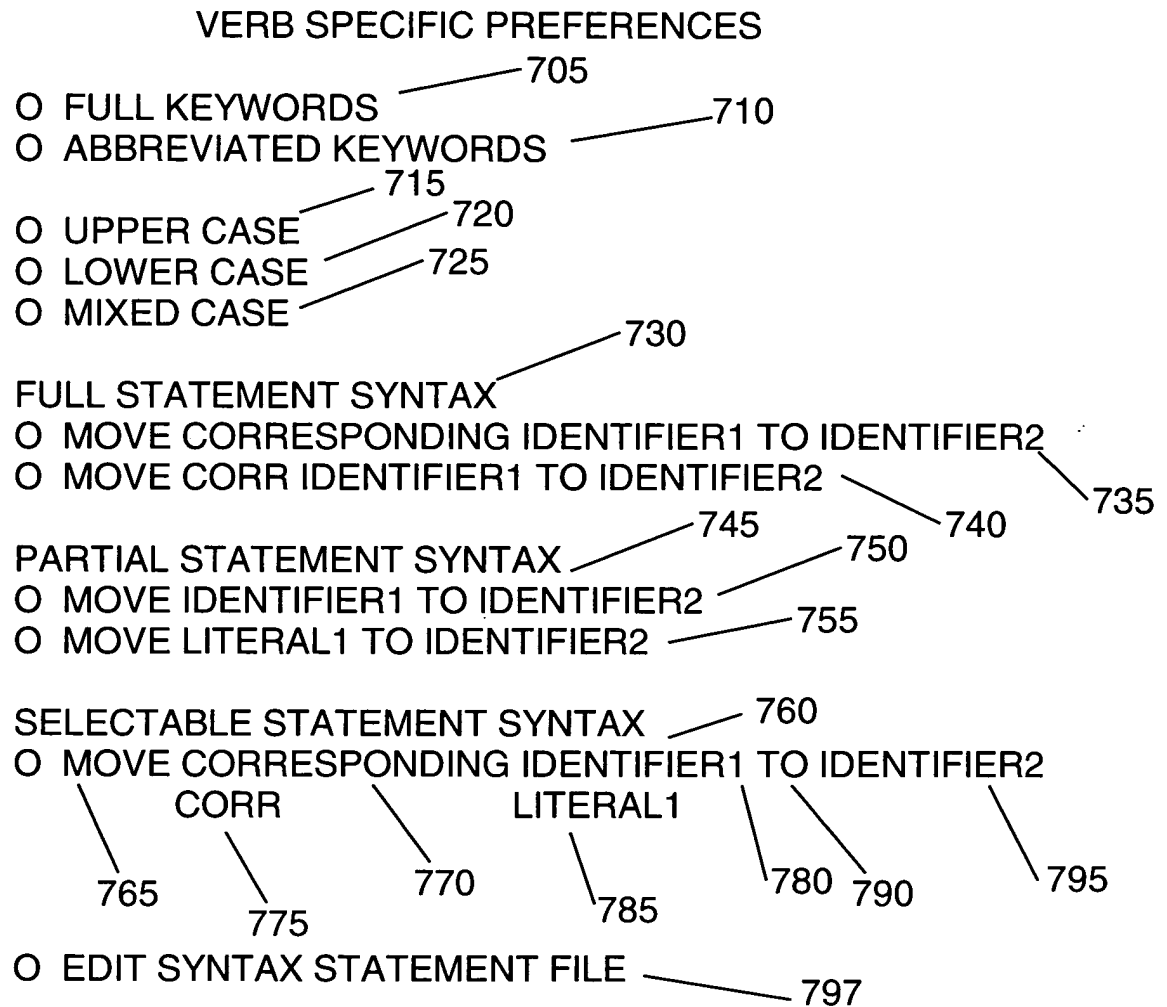 VERB SPECIFIC PREFERENCES
705
O FULL KEYWORDS
710
O ABBREVIATED KEYWORDS
715
O UPPER CASE
720
O LOWER CASE
725
O MIXED CASE
730
FULL STATEMENT SYNTAX
O MOVE CORRESPONDING IDENTIFIER1 TO IDENTIFIER2
O MOVE CORR IDENTIFIER1 TO IDENTIFIER2
735
740
745
PARTIAL STATEMENT SYNTAX
750
O MOVE IDENTIFIER1 TO IDENTIFIER2
755
O MOVE LITERAL1 TO IDENTIFIER2
SELECTABLE STATEMENT SYNTAX 760
O MOVE CORRESPONDING IDENTIFIER1 TO IDENTIFIER2
CORR LITERAL1
765 770 780 790 795
775 785
O EDIT SYNTAX STATEMENT FILE
797